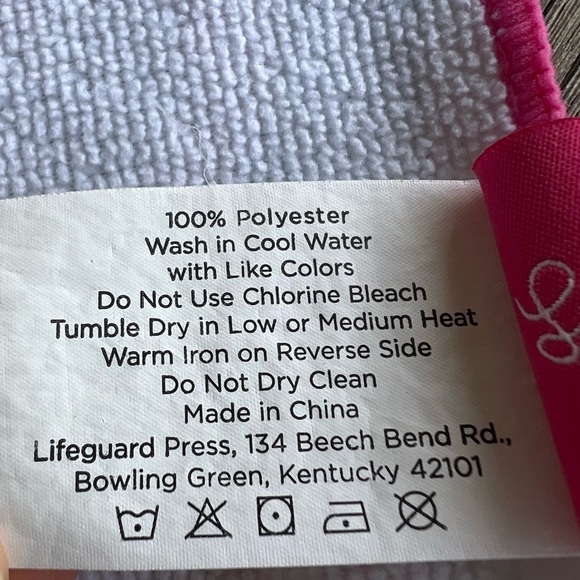 100% Polyester
Wash in Cool Water
with Like Colors
Do Not Use Chlorine Bleach
Tumble Dry in Low or Medium Heat
Warm Iron on Reverse Side
Do Not Dry Clean
Made in China
Lifeguard Press, 134 Beech Bend Rd.,
Bowling Green, Kentucky 42101